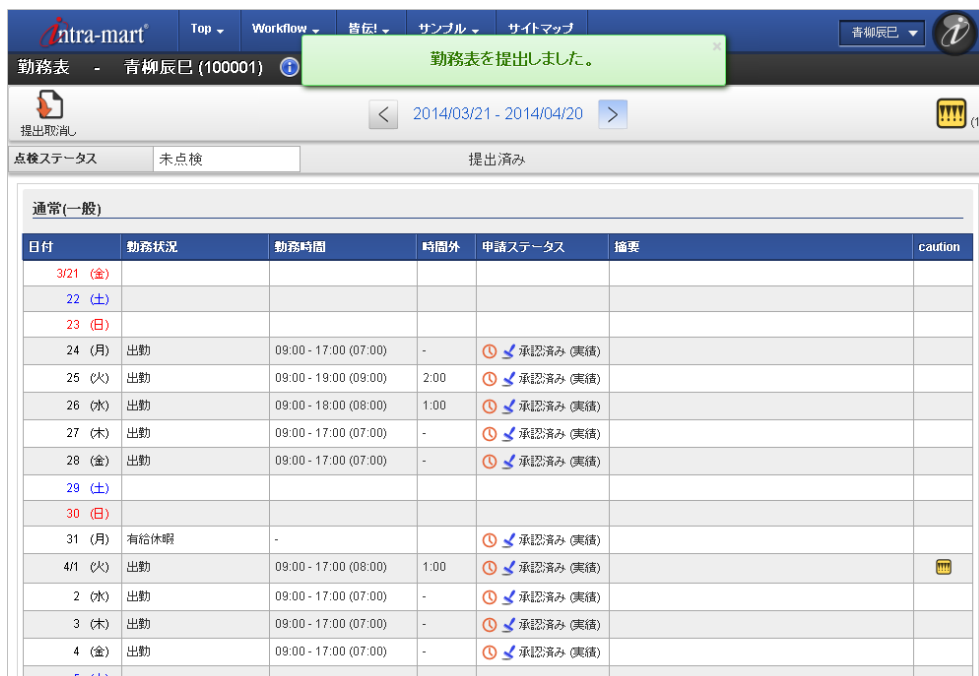 intra-mart® Top Workflow 皆伝! サンプル サイトマップ 青柳辰巳
勤務表を提出しました。 ×
勤務表 - 青柳辰巳 (100001)
提出取消し < 2014/03/21 - 2014/04/20 > (1
点検ステータス 未点検 提出済み
通常(一般)
日付 勤務状況 勤務時間 時間外 申請ステータス 摘要 caution
3/21 (金)
22 (土)
23 (日)
24 (月) 出勤 09:00 - 17:00 (07:00) - 承認済み (実績)
25 (火) 出勤 09:00 - 19:00 (09:00) 2:00 承認済み (実績)
26 (水) 出勤 09:00 - 18:00 (08:00) 1:00 承認済み (実績)
27 (木) 出勤 09:00 - 17:00 (07:00) - 承認済み (実績)
28 (金) 出勤 09:00 - 17:00 (07:00) - 承認済み (実績)
29 (土)
30 (日)
31 (月) 有給休暇 - 承認済み (実績)
4/1 (火) 出勤 09:00 - 17:00 (08:00) 1:00 承認済み (実績)
2 (水) 出勤 09:00 - 17:00 (07:00) - 承認済み (実績)
3 (木) 出勤 09:00 - 17:00 (07:00) - 承認済み (実績)
4 (金) 出勤 09:00 - 17:00 (07:00) - 承認済み (実績)